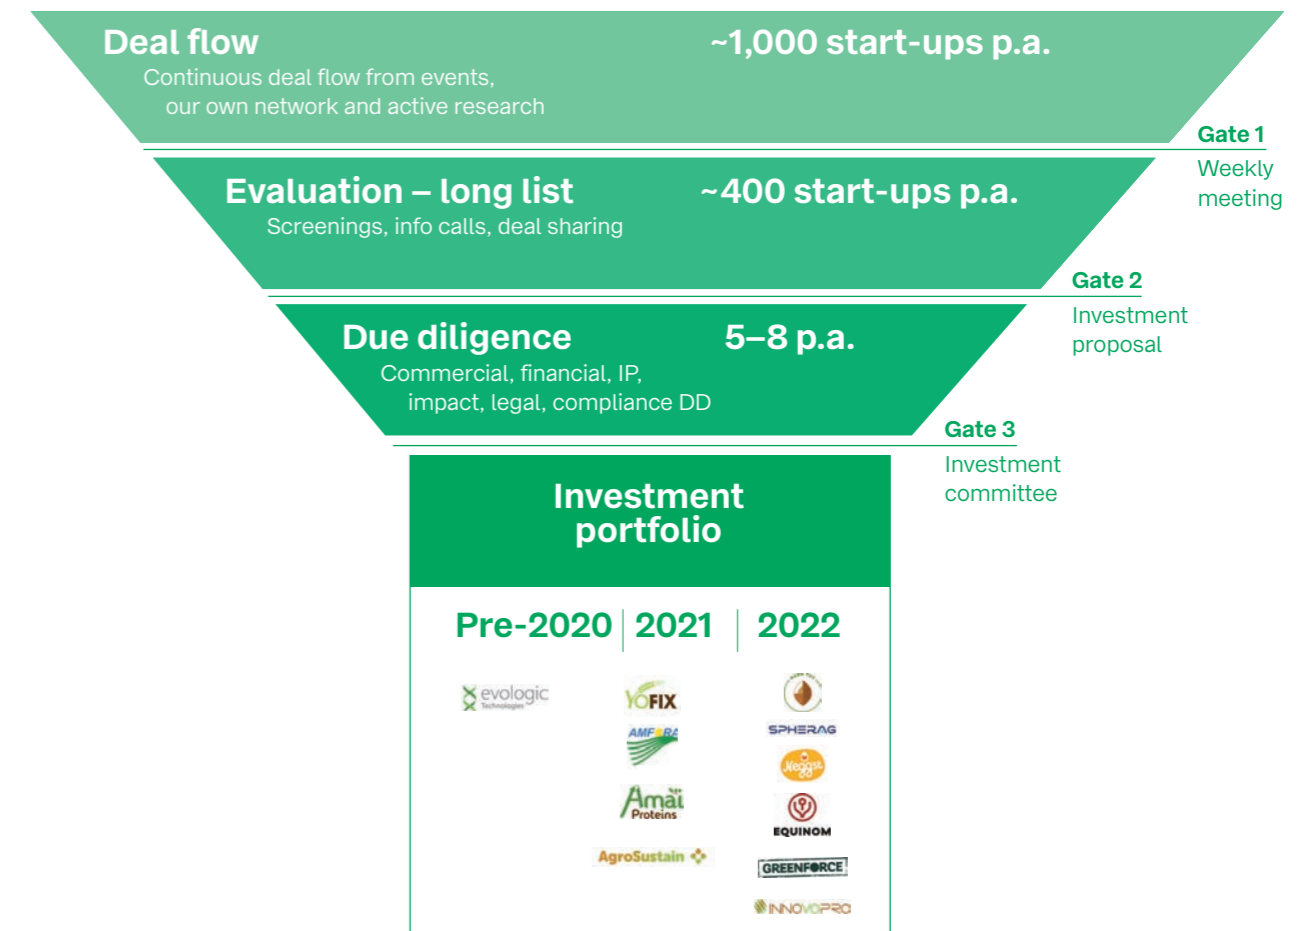 Deal flow
~1,000 start-ups p.a.
Continuous deal flow from events,
our own network and active research
Gate 1
Weekly
meeting
Evaluation – long list
~400 start-ups p.a.
Screenings, info calls, deal sharing
Gate 2
Investment
proposal
Due diligence
5–8 p.a.
Commercial, financial, IP,
impact, legal, compliance DD
Gate 3
Investment
committee
Investment
portfolio
Pre-2020
2021
2022
evologic
Technologies
YOFIX
AMFORA
Amai
Proteins
AgroSustain
SPHERAG
Neggst
EQUINOM
GREENFORCE
INNOVOPRO